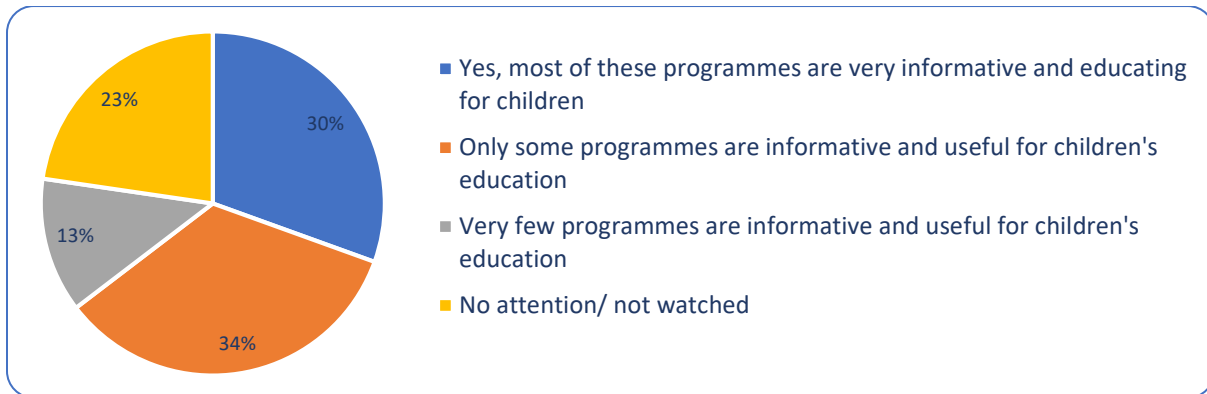 30%
34%
13%
23%
Yes, most of these programmes are very informative and educating
for children
Only some programmes are informative and useful for children's
education
Very few programmes are informative and useful for children's
education
No attention/ not watched